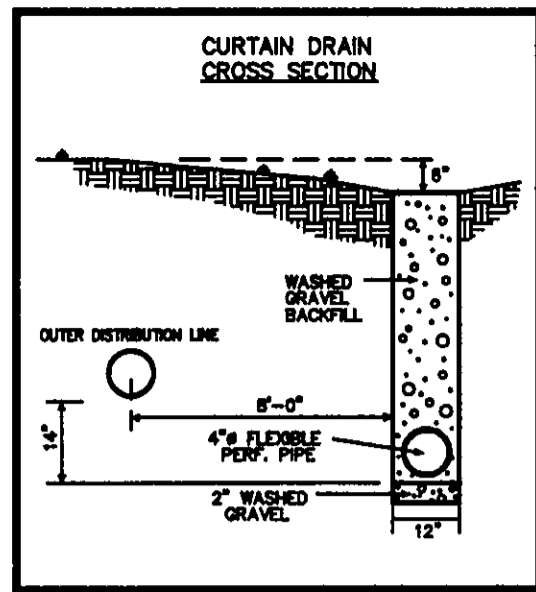 CURTAIN DRAIN
CROSS SECTION
6"
WASHED
GRAVEL
BACKFILL
OUTER DISTRIBUTION LINE
8'-0"
14"
4"ø FLEXIBLE
PERF. PIPE
2" WASHED
GRAVEL
12"